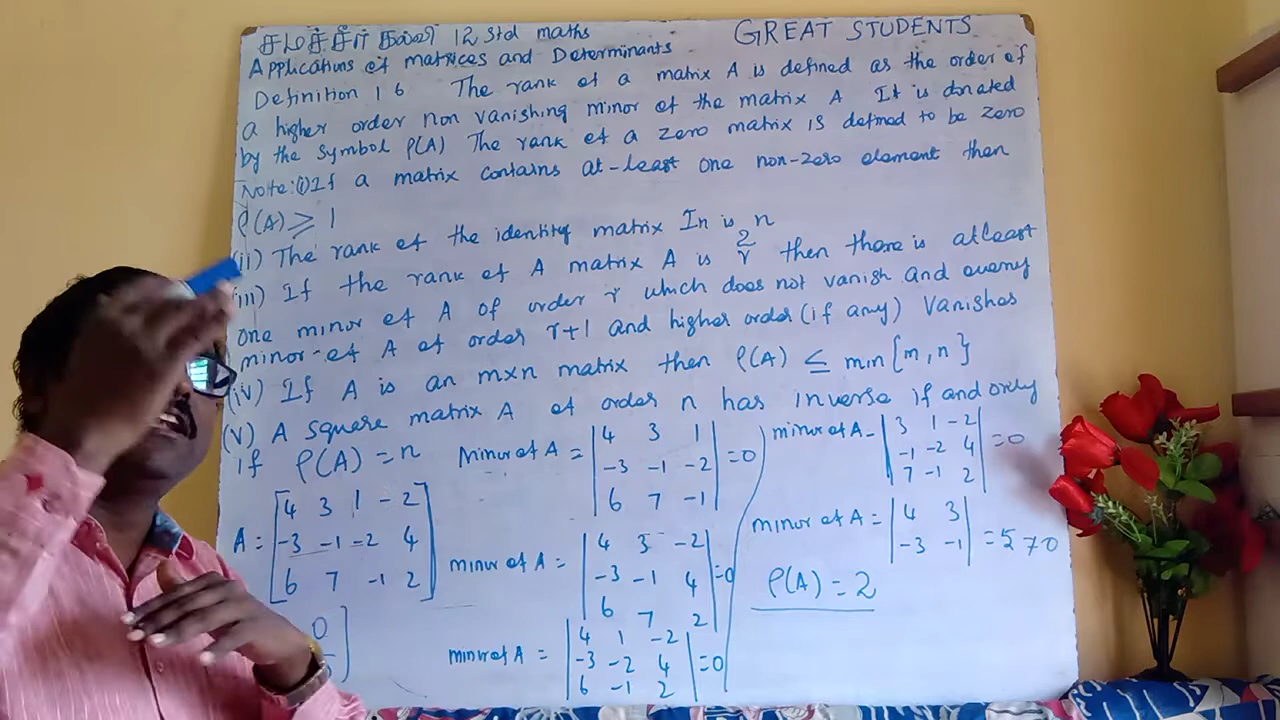 சமச்சீர் கல்வி 12 std maths GREAT STUDENTS
Applications of matrices and Determinants
Definition 1 6 The rank of a matrix A is defined as the order of
a higher order non vanishing minor of the matrix A It is donated
by the symbol ρ(A) The rank of a zero matrix is defined to be zero
Note: (i) If a matrix contains at-least one non-zero element then
ρ(A) ≥ 1
(ii) The rank of the identity matrix In is n
2
(iii) If the rank of A matrix A is r then there is atleast
one minor of A of order r which does not vanish and every
minor of A of order r+1 and higher order (if any) vanishes
(iv) If A is an m×n matrix then ρ(A) ≤ min {m, n}
(v) A square matrix A of order n has inverse if and only
if ρ(A) = n
A = [4 3 1 -2
-3 -1 -2 4
6 7 -1 2]
0
minor of A = |4 3 1
-3 -1 -2
6 7 -1| = 0
minor of A = |4 3 -2
-3 -1 4
6 7 2| = 0
minor of A = |4 1 -2
-3 -2 4
6 -1 2| = 0
minor of A = |3 1 -2
-1 -2 4
7 -1 2| = 0
minor of A = |4 3
-3 -1| = 5 ≠ 0
ρ(A) = 2